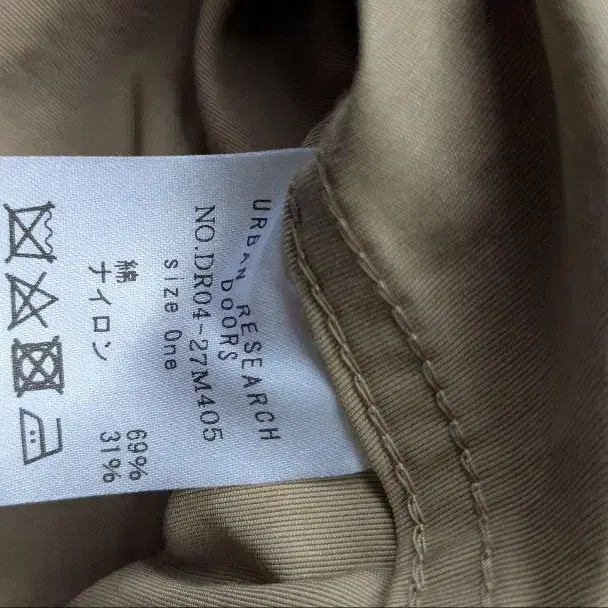 URBAN RESEARCH
DOORS
NO.DR04-27M405
size One
綿 69%
ナイロン 31%